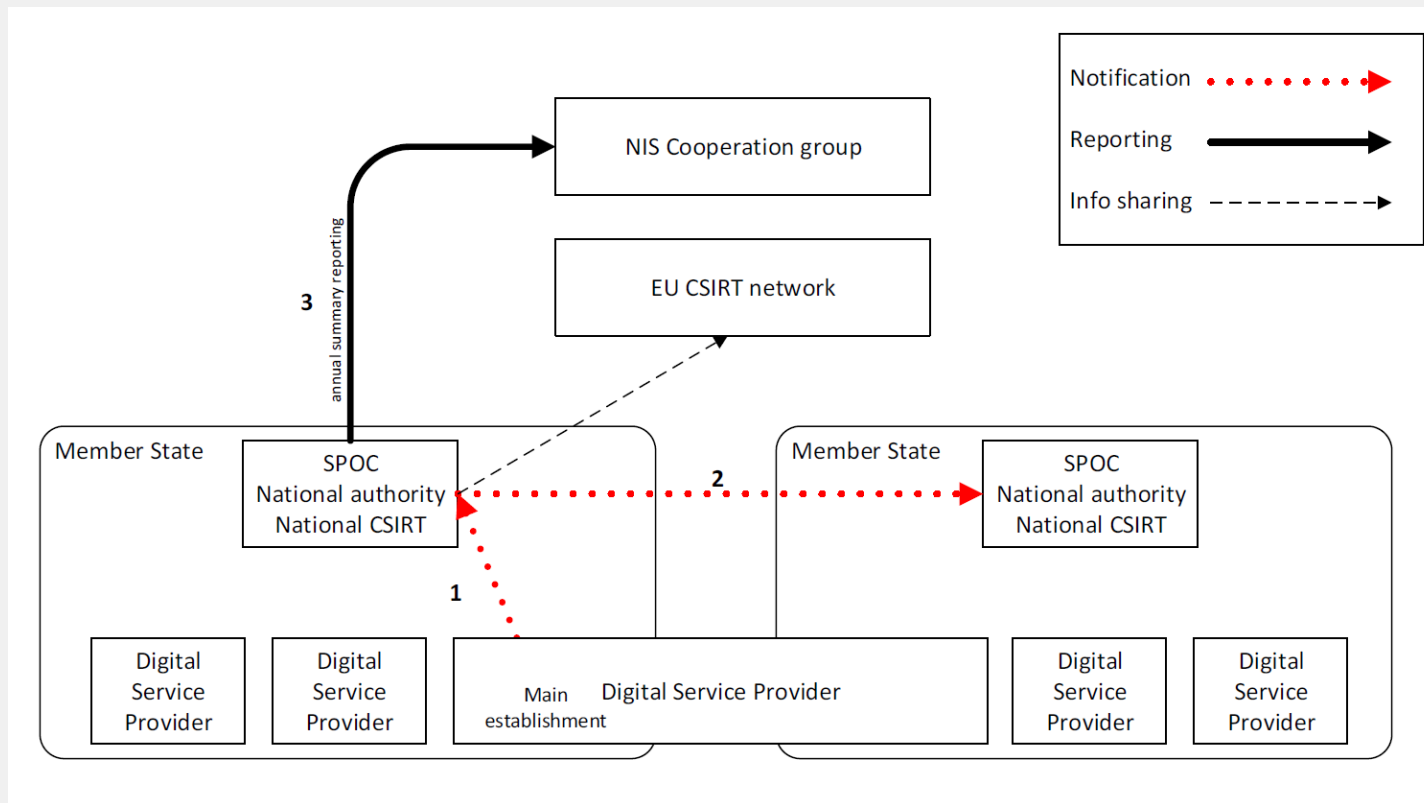 Notification
Reporting
Info sharing
NIS Cooperation group
EU CSIRT network
3
annual summary reporting
Member State
SPOC
National authority
National CSIRT
2
Member State
SPOC
National authority
National CSIRT
1
Digital
Service
Provider
Digital
Service
Provider
Main
establishment
Digital Service Provider
Digital
Service
Provider
Digital
Service
Provider